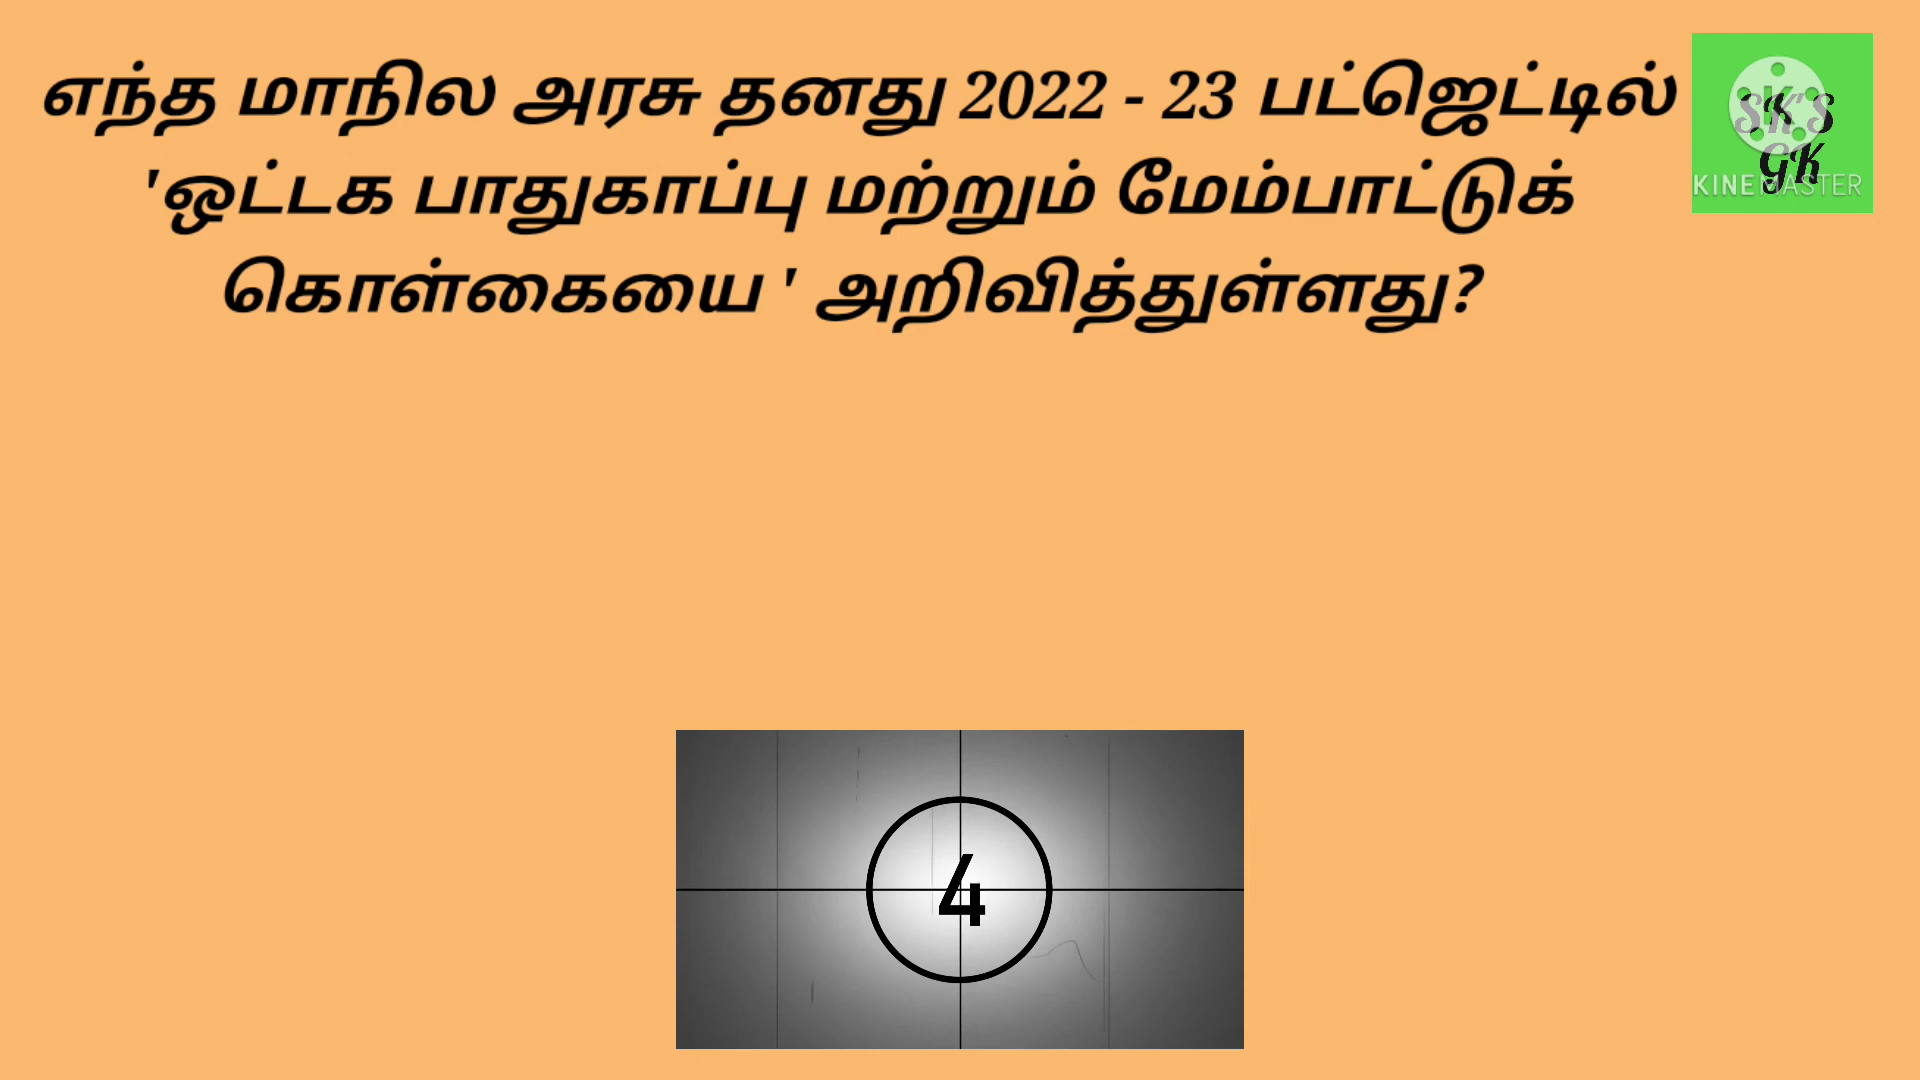 எந்த மாநில அரசு தனது 2022 - 23 பட்ஜெட்டில்
'ஒட்டக பாதுகாப்பு மற்றும் மேம்பாட்டுக்
கொள்கையை ' அறிவித்துள்ளது?
SK'S
GK
KINEMASTER
4